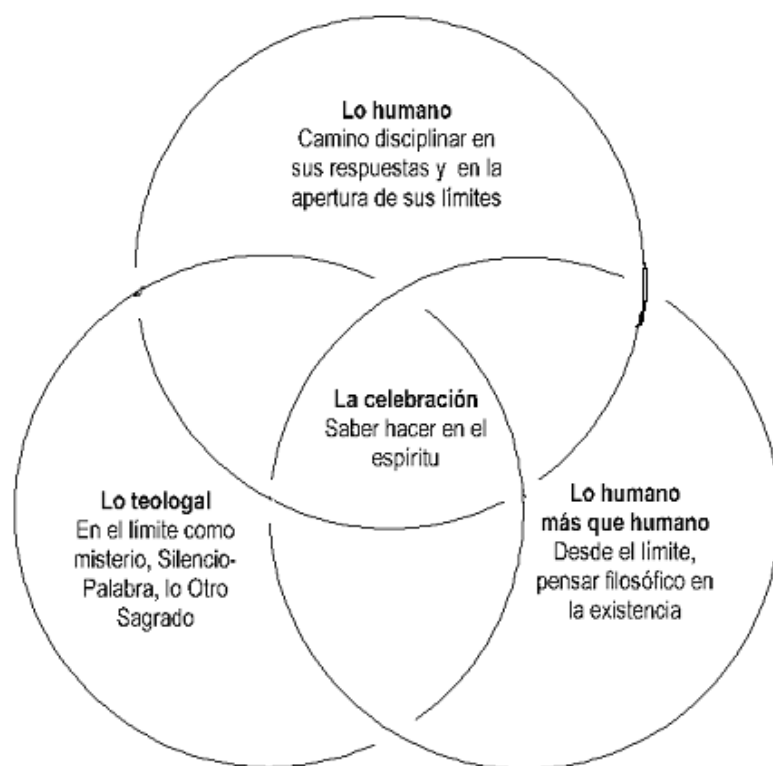 Lo humano
Camino disciplinar en
sus respuestas y en la
apertura de sus límites
La celebración
Saber hacer en el
espiritu
Lo teologal
En el límite como
misterio, Silencio-
Palabra, lo Otro
Sagrado
Lo humano
más que humano
Desde el límite,
pensar filosófico en
la existencia